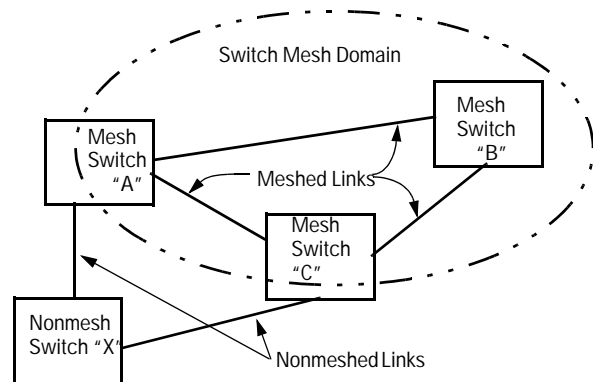 Switch Mesh Domain
Mesh
Switch
"A"
Mesh
Switch
"B"
Meshed Links
Mesh
Switch
"C"
Nonmesh
Switch "X"
Nonmeshed Links